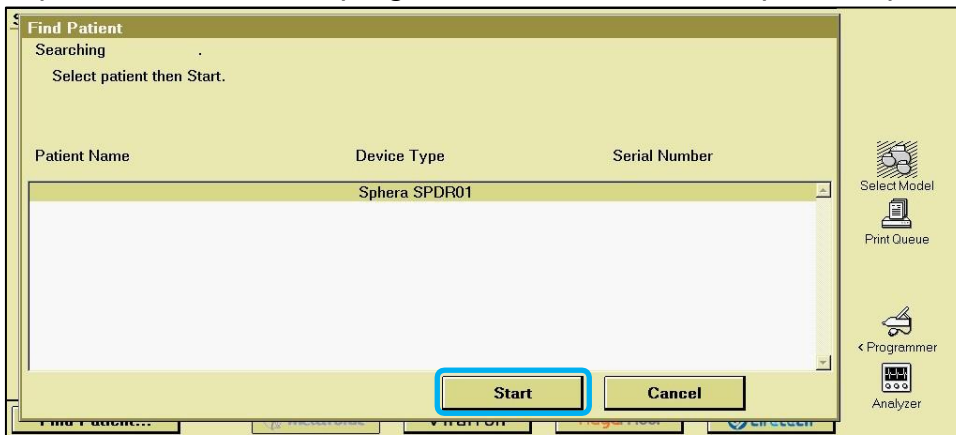 Find Patient
Searching .
Select patient then Start.
Patient Name Device Type Serial Number
Sphera SPDR01
Select Model
Print Queue
< Programmer
Analyzer
Start Cancel